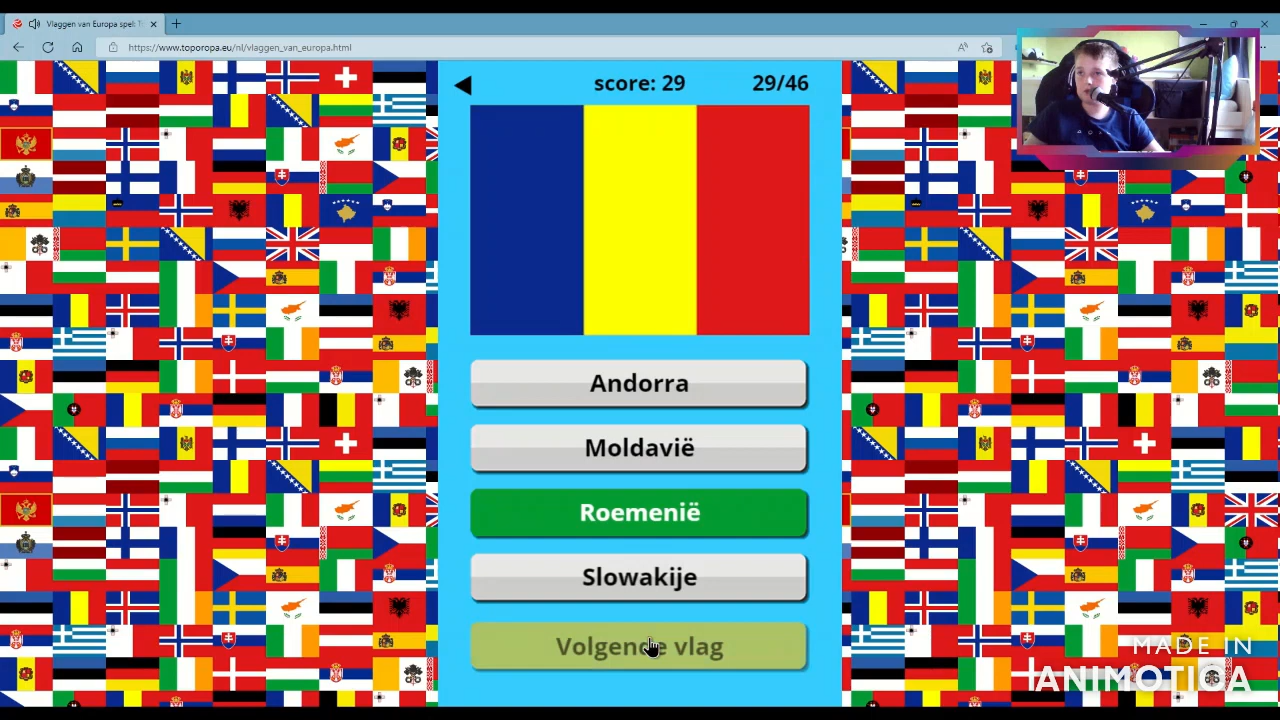 Vlaggen van Europa spel:
https://www.toporopa.eu/nl/vlaggen_van_europa.html
score: 29
29/46
Andorra
Moldavië
Roemenië
Slowakije
Volgende vlag
MADE IN
ANIMOTICA